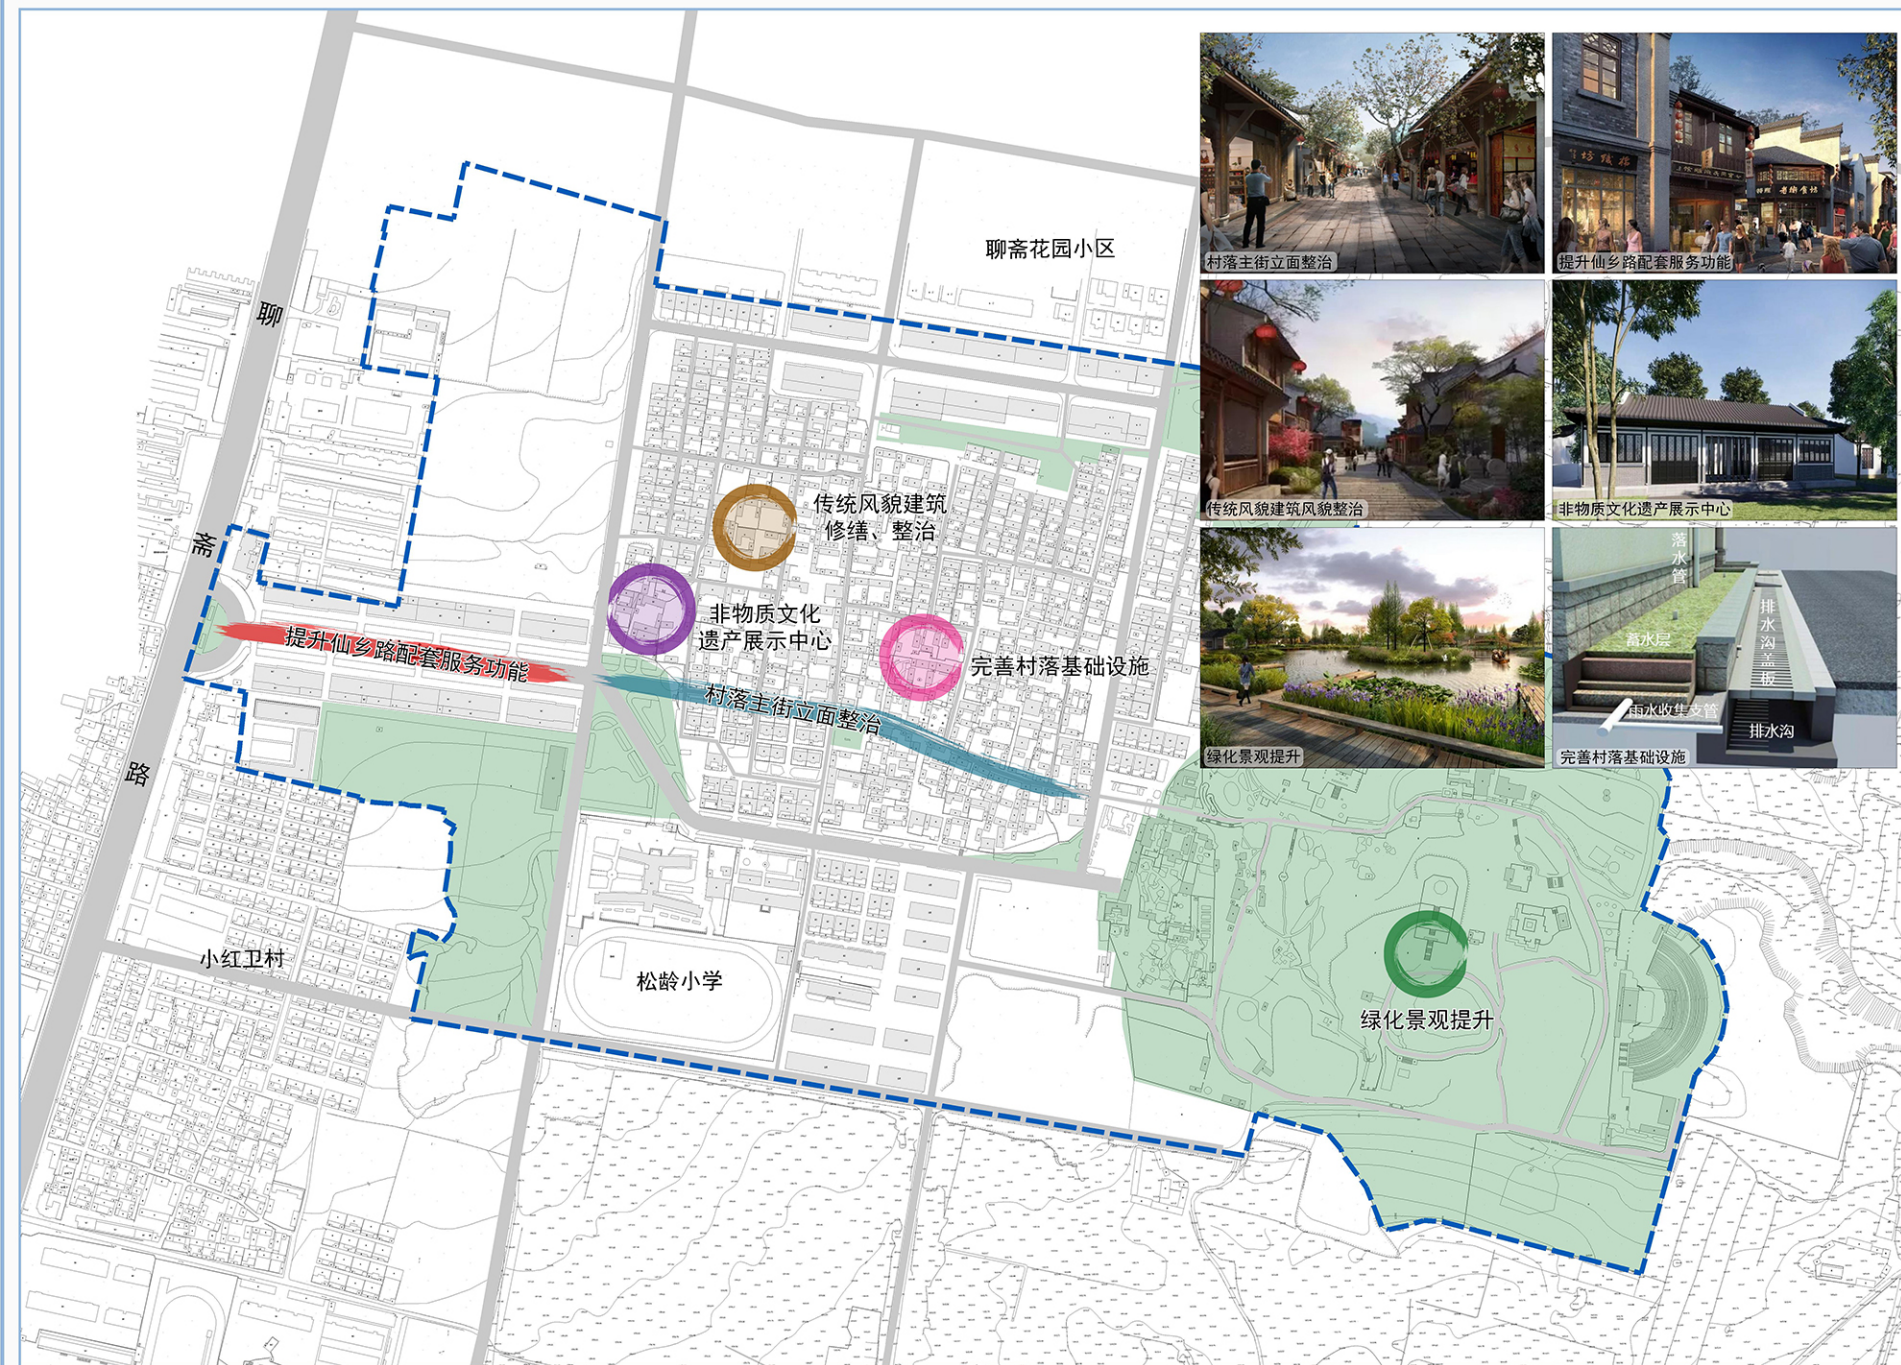 聊斋花园小区
聊
斋
路
传统风貌建筑
修缮、整治
非物质文化
遗产展示中心
完善村落基础设施
提升仙乡路配套服务功能
村落主街立面整治
小红卫村
松龄小学
绿化景观提升
村落主街立面整治
提升仙乡路配套服务功能
传统风貌建筑风貌整治
非物质文化遗产展示中心
绿化景观提升
落水管
蓄水层
排水沟盖板
雨水收集支管
排水沟
完善村落基础设施